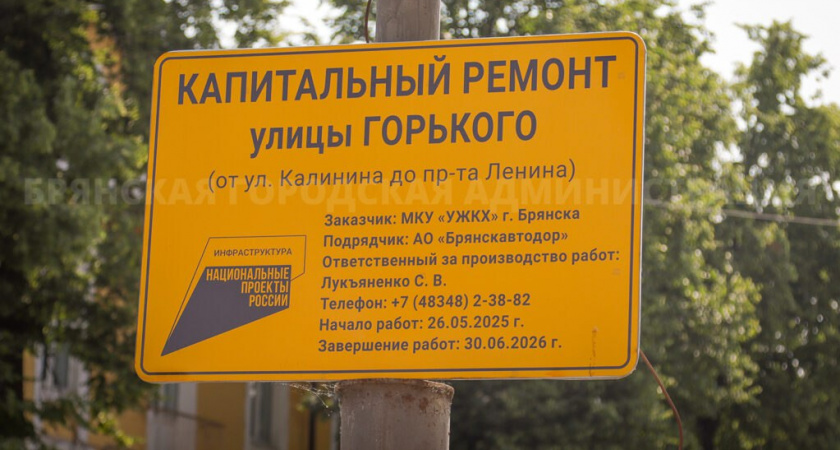 КАПИТАЛЬНЫЙ РЕМОНТ
улицы ГОРЬКОГО
(от ул. Калинина до пр-та Ленина)
БРЯНСКАЯ ГОРОДСКАЯ
Заказчик: МКУ «УЖКХ» г. Брянска
Подрядчик: АО «Брянскавтодор»
Ответственный за производство работ:
Лукъяненко С. В.
Телефон: +7 (48348) 2-38-82
Начало работ: 26.05.2025 г.
Завершение работ: 30.06.2026 г.
ИНФРАСТРУКТУРА
НАЦИОНАЛЬНЫЕ
ПРОЕКТЫ
РОССИИ